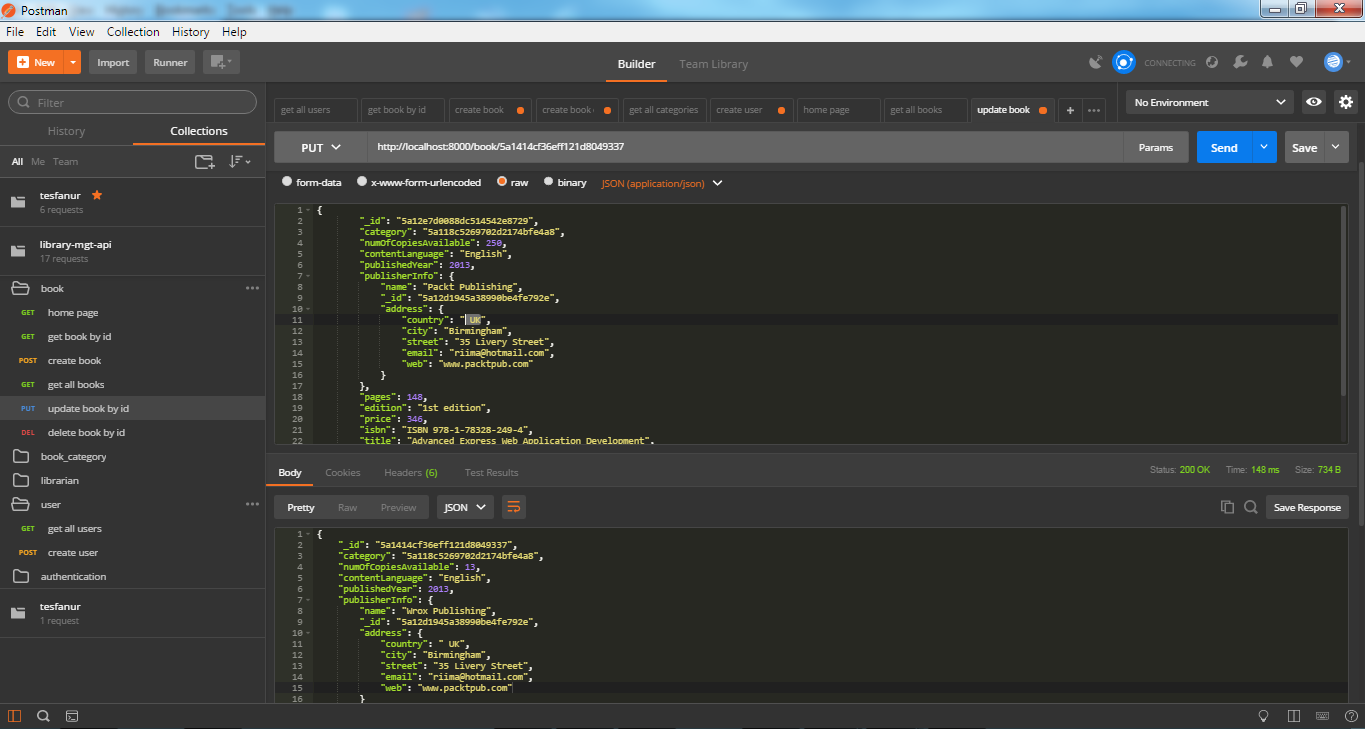 Postman
File Edit View Collection History Help
New Import Runner Builder Team Library CONNECTING
Filter
History Collections
All Me Team
tesfanur
6 requests
library-mgt-api
17 requests
book
GET home page
GET get book by id
POST create book
GET get all books
PUT update book by id
DEL delete book by id
book_category
librarian
user
GET get all users
POST create user
authentication
tesfanur
1 request
get all users get book by id create book create book get all categories create user home page get all books update book + ••• No Environment
PUT http://localhost:8000/book/5a1414cf36eff121d8049337 Params Send Save
form-data x-www-form-urlencoded raw binary JSON (application/json)
1 {
2 "_id": "5a12e7d0088dc514542e8729",
3 "category": "5a118c5269702d2174bfe4a8",
4 "numOfCopiesAvailable": 250,
5 "contentLanguage": "English",
6 "publishedYear": 2013,
7 "publisherInfo": {
8 "name": "Packt Publishing",
9 "_id": "5a12d1945a38990be4fe792e",
10 "address": {
11 "country": " UK",
12 "city": "Birmingham",
13 "street": "35 Livery Street",
14 "email": "riima@hotmail.com",
15 "web": "www.packtpub.com"
16 }
17 },
18 "pages": 148,
19 "edition": "1st edition",
20 "price": 346,
21 "isbn": "ISBN 978-1-78328-249-4",
22 "title": "Advanced Express Web Application Development",
Body Cookies Headers (6) Test Results Status: 200 OK Time: 148 ms Size: 734 B
Pretty Raw Preview JSON Save Response
1 {
2 "_id": "5a1414cf36eff121d8049337",
3 "category": "5a118c5269702d2174bfe4a8",
4 "numOfCopiesAvailable": 13,
5 "contentLanguage": "English",
6 "publishedYear": 2013,
7 "publisherInfo": {
8 "name": "Wrox Publishing",
9 "_id": "5a12d1945a38990be4fe792e",
10 "address": {
11 "country": " UK",
12 "city": "Birmingham",
13 "street": "35 Livery Street",
14 "email": "riima@hotmail.com",
15 "web": "www.packtpub.com"
16 }